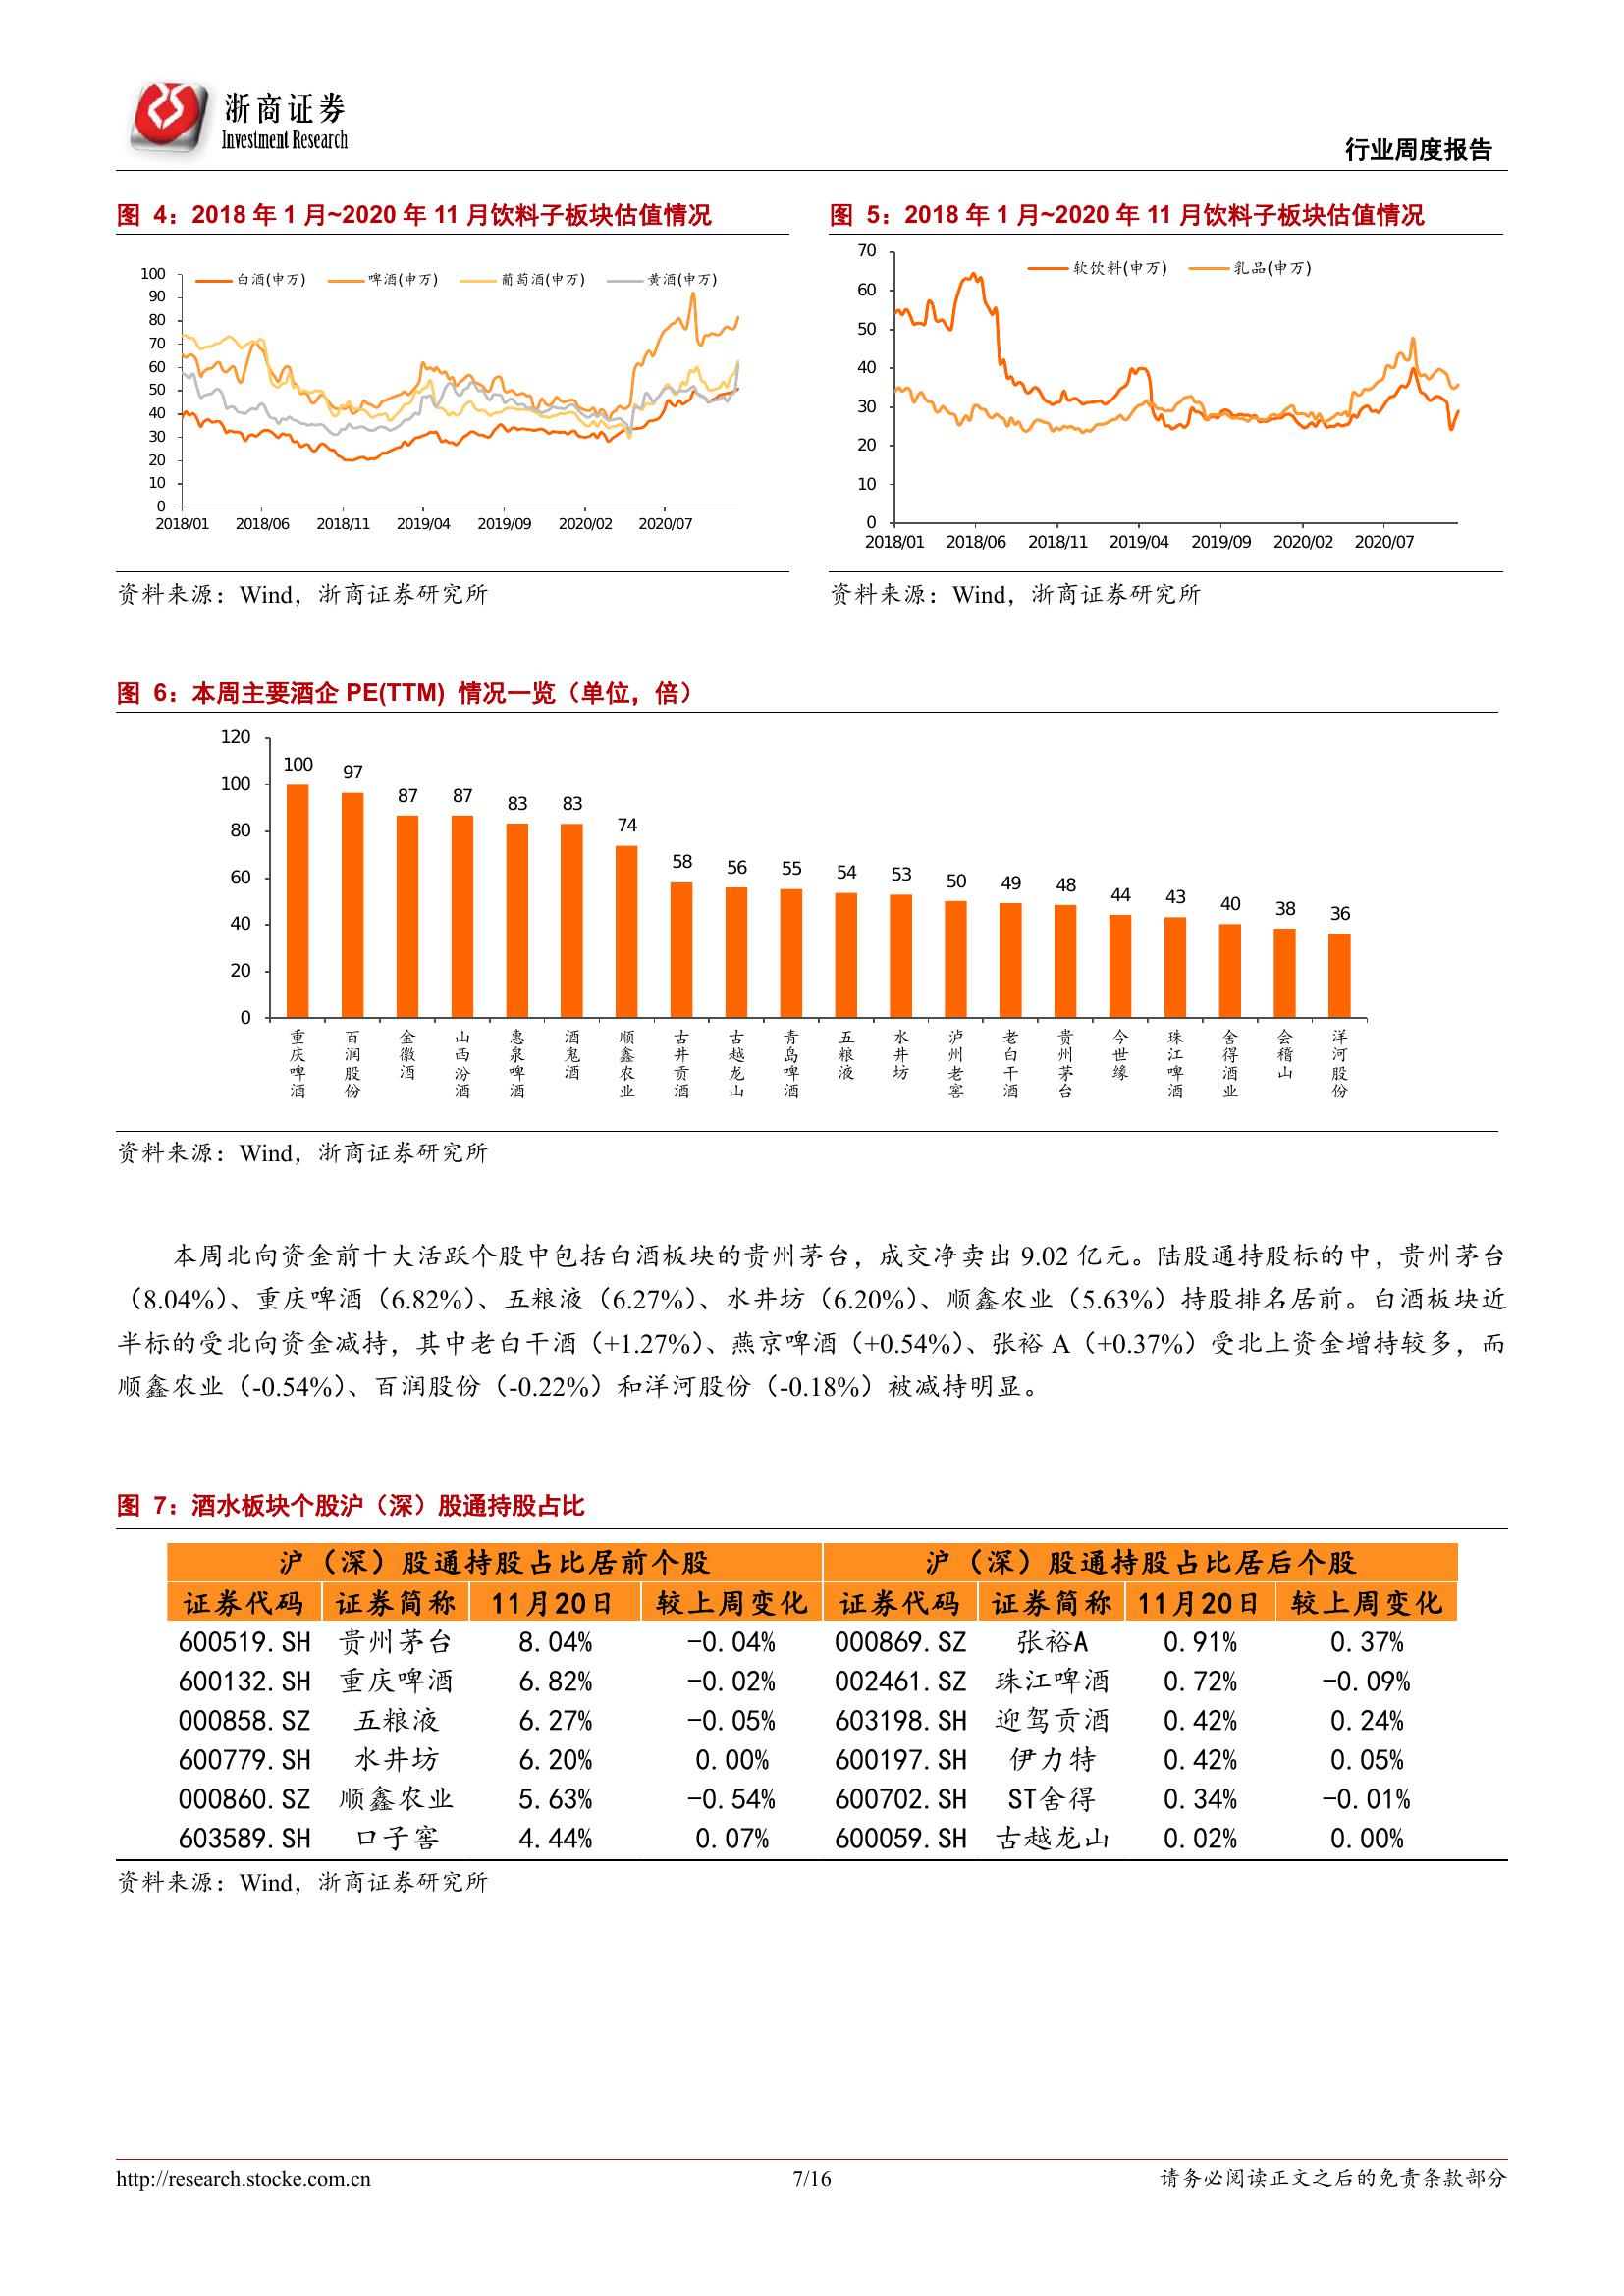 浙商证券
Investment Research
行业周度报告
图 4：2018 年 1 月~2020 年 11 月饮料子板块估值情况
100
90
80
70
60
50
40
30
20
10
0
白酒(申万) 啤酒(申万) 葡萄酒(申万) 黄酒(申万)
2018/01 2018/06 2018/11 2019/04 2019/09 2020/02 2020/07
资料来源：Wind，浙商证券研究所
图 5：2018 年 1 月~2020 年 11 月饮料子板块估值情况
70
60
50
40
30
20
10
0
软饮料(申万) 乳品(申万)
2018/01 2018/06 2018/11 2019/04 2019/09 2020/02 2020/07
资料来源：Wind，浙商证券研究所
图 6：本周主要酒企 PE(TTM) 情况一览（单位，倍）
120
100
80
60
40
20
0
100 97 87 87 83 83 74 58 56 55 54 53 50 49 48 44 43 40 38 36
重庆啤酒 百润股份 金徽酒 山西汾酒 惠泉啤酒 酒鬼酒 顺鑫农业 古井贡酒 古越龙山 青岛啤酒 五粮液 水井坊 泸州老窖 老白干酒 贵州茅台 今世缘 珠江啤酒 舍得酒业 会稽山 洋河股份
资料来源：Wind，浙商证券研究所
本周北向资金前十大活跃个股中包括白酒板块的贵州茅台，成交净卖出 9.02 亿元。陆股通持股标的中，贵州茅台
（8.04%）、重庆啤酒（6.82%）、五粮液（6.27%）、水井坊（6.20%）、顺鑫农业（5.63%）持股排名居前。白酒板块近
半标的受北向资金减持，其中老白干酒（+1.27%）、燕京啤酒（+0.54%）、张裕 A（+0.37%）受北上资金增持较多，而
顺鑫农业（-0.54%）、百润股份（-0.22%）和洋河股份（-0.18%）被减持明显。
图 7：酒水板块个股沪（深）股通持股占比
沪（深）股通持股占比居前个股 沪（深）股通持股占比居后个股
证券代码 证券简称 11月20日 较上周变化 证券代码 证券简称 11月20日 较上周变化
600519.SH 贵州茅台 8.04% -0.04% 000869.SZ 张裕A 0.91% 0.37%
600132.SH 重庆啤酒 6.82% -0.02% 002461.SZ 珠江啤酒 0.72% -0.09%
000858.SZ 五粮液 6.27% -0.05% 603198.SH 迎驾贡酒 0.42% 0.24%
600779.SH 水井坊 6.20% 0.00% 600197.SH 伊力特 0.42% 0.05%
000860.SZ 顺鑫农业 5.63% -0.54% 600702.SH ST舍得 0.34% -0.01%
603589.SH 口子窖 4.44% 0.07% 600059.SH 古越龙山 0.02% 0.00%
资料来源：Wind，浙商证券研究所
http://research.stocke.com.cn 7/16 请务必阅读正文之后的免责条款部分